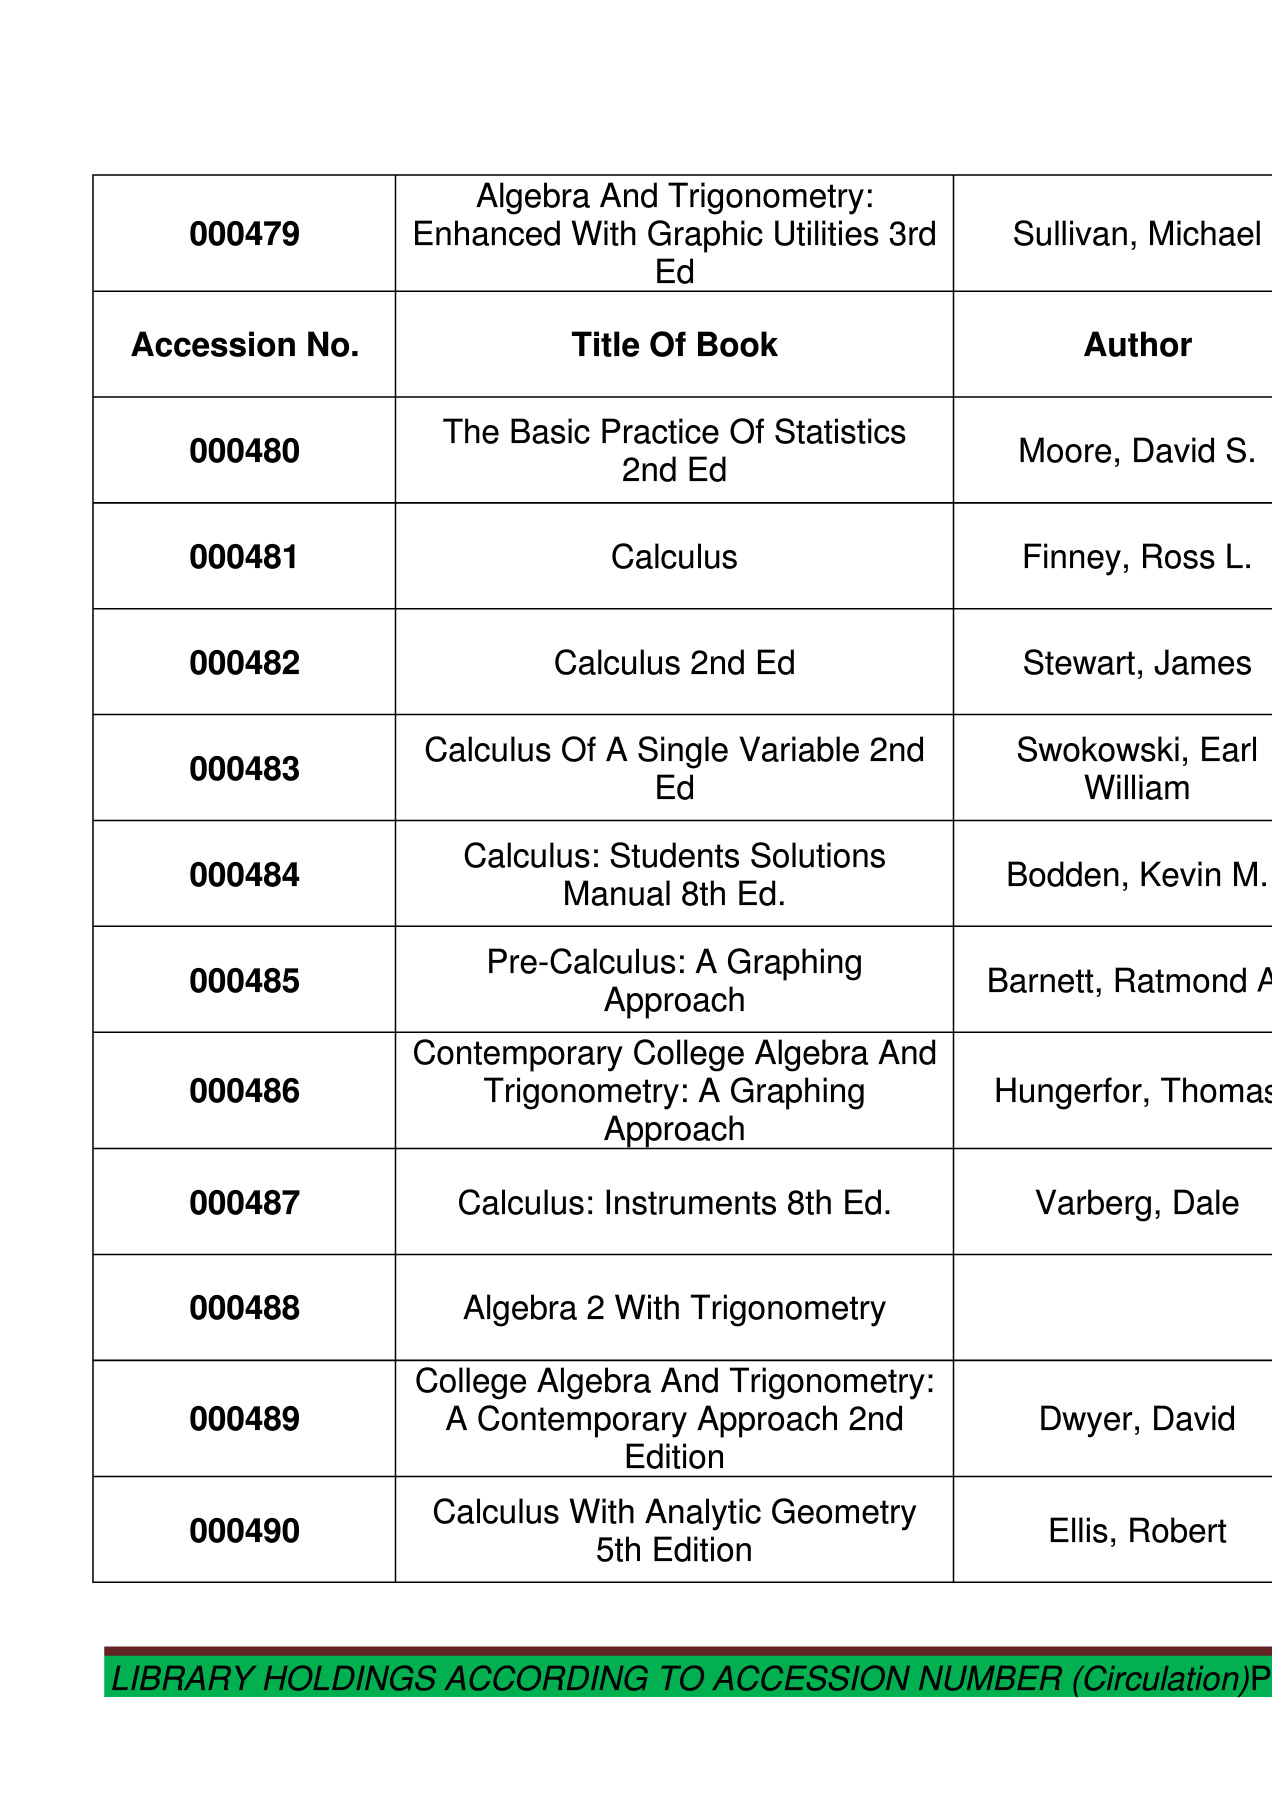 000479
Algebra And Trigonometry:
Enhanced With Graphic Utilities 3rd
Ed
Sullivan, Michael
Accession No.
Title Of Book
Author
000480
The Basic Practice Of Statistics
2nd Ed
Moore, David S.
000481
Calculus
Finney, Ross L.
000482
Calculus 2nd Ed
Stewart, James
000483
Calculus Of A Single Variable 2nd
Ed
Swokowski, Earl
William
000484
Calculus: Students Solutions
Manual 8th Ed.
Bodden, Kevin M.
000485
Pre-Calculus: A Graphing
Approach
Barnett, Ratmond A
000486
Contemporary College Algebra And
Trigonometry: A Graphing
Approach
Hungerfor, Thomas
000487
Calculus: Instruments 8th Ed.
Varberg, Dale
000488
Algebra 2 With Trigonometry
000489
College Algebra And Trigonometry:
A Contemporary Approach 2nd
Edition
Dwyer, David
000490
Calculus With Analytic Geometry
5th Edition
Ellis, Robert
LIBRARY HOLDINGS ACCORDING TO ACCESSION NUMBER (Circulation)P